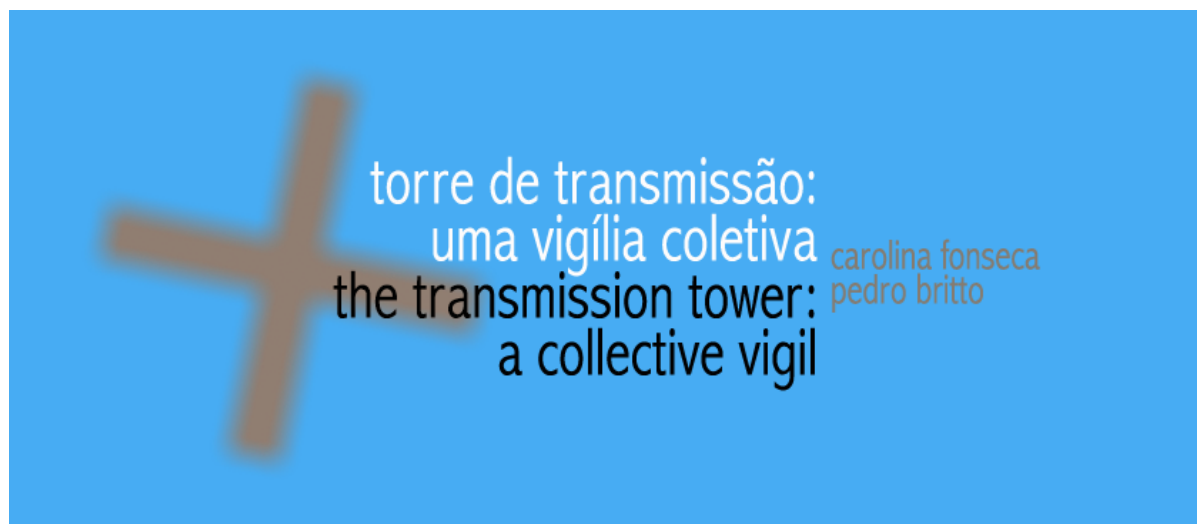 torre de transmissão:
uma vigília coletiva
the transmission tower:
a collective vigil
carolina fonseca
pedro britto